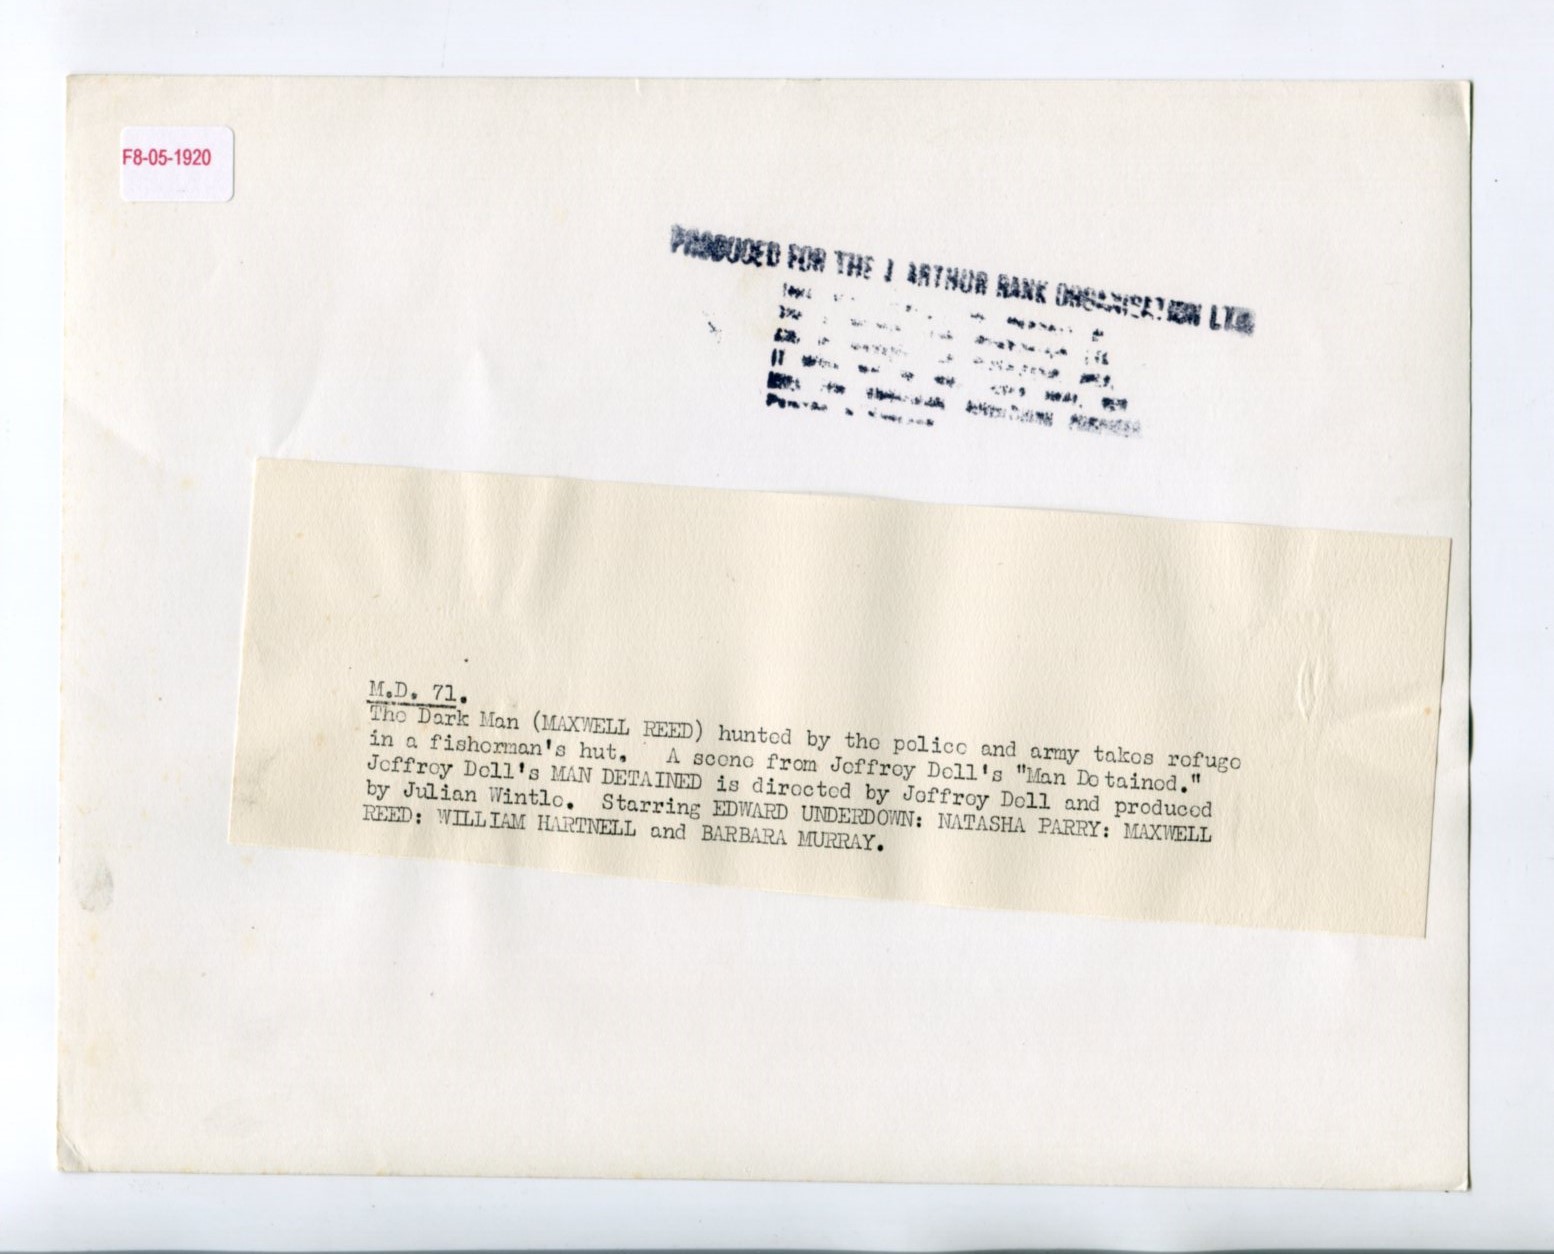 F8-05-1920
PRODUCED FOR THE J ARTHUR RANK ORGANISATION LTD
M.D. 71.
The Dark Man (MAXWELL REED) hunted by the police and army takes refuge
in a fisherman's hut. A scene from Jeffrey Dell's "Man Detained."
Jeffrey Dell's MAN DETAINED is directed by Jeffrey Dell and produced
by Julian Wintle. Starring EDWARD UNDERDOWN: NATASHA PARRY: MAXWELL
REED: WILLIAM HARTNELL and BARBARA MURRAY.